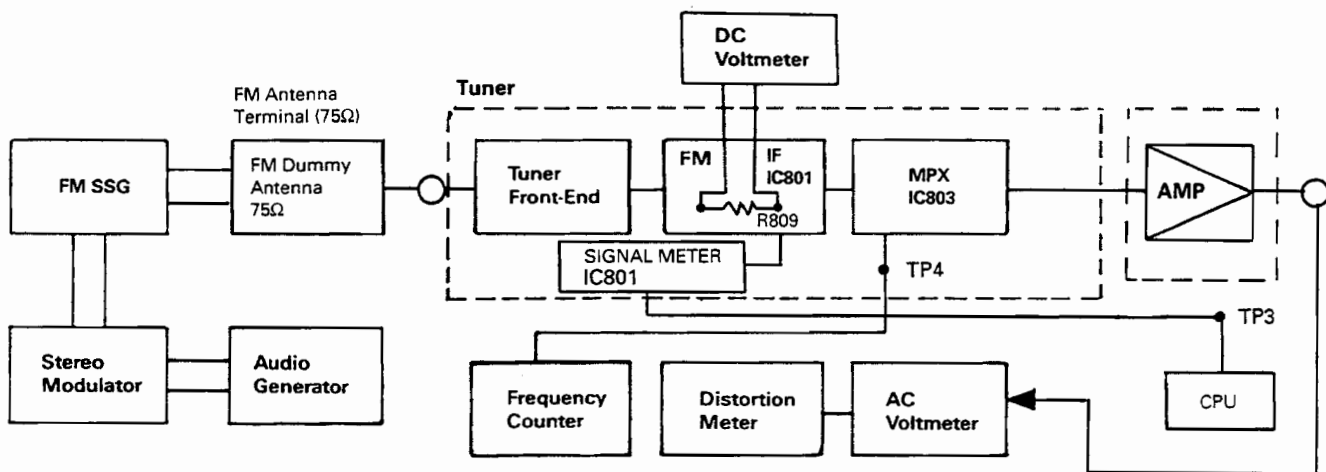 DC
Voltmeter
Tuner
FM Antenna
Terminal (75Ω)
FM SSG
FM Dummy
Antenna
75Ω
Tuner
Front-End
FM
IF
IC801
R809
MPX
IC803
AMP
SIGNAL METER
IC801
TP4
TP3
Stereo
Modulator
Audio
Generator
Frequency
Counter
Distortion
Meter
AC
Voltmeter
CPU